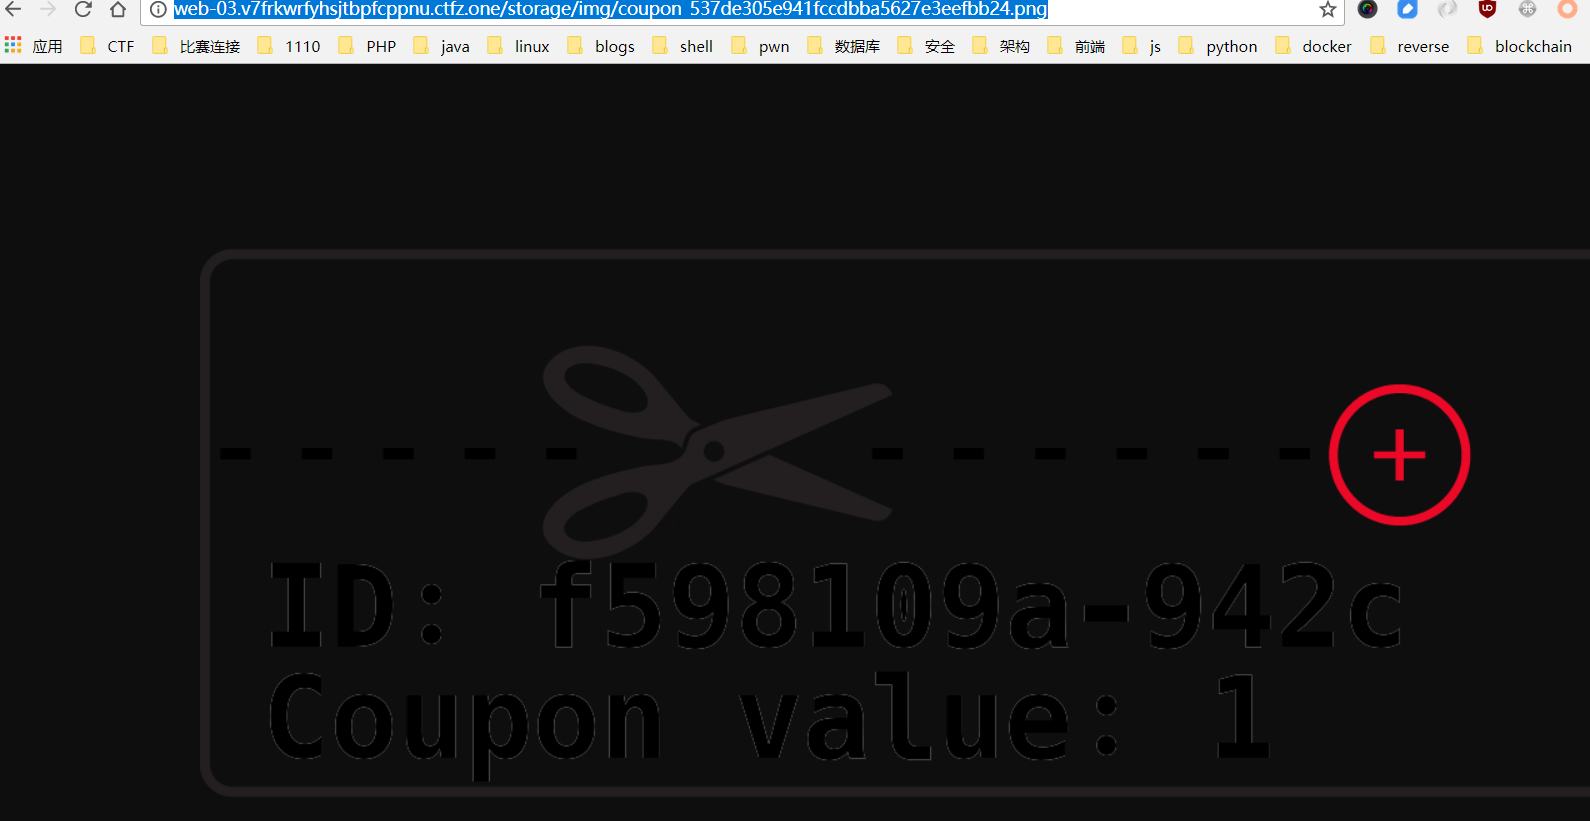 web-03.v7frkwrfyhsjtbpfcppnu.ctfz.one/storage/img/coupon_537de305e941fccdbba5627e3eefbb24.png
应用 CTF 比赛连接 1110 PHP java linux blogs shell pwn 数据库 安全 架构 前端 js python docker reverse blockchain
ID: f598109a-942c
Coupon value: 1